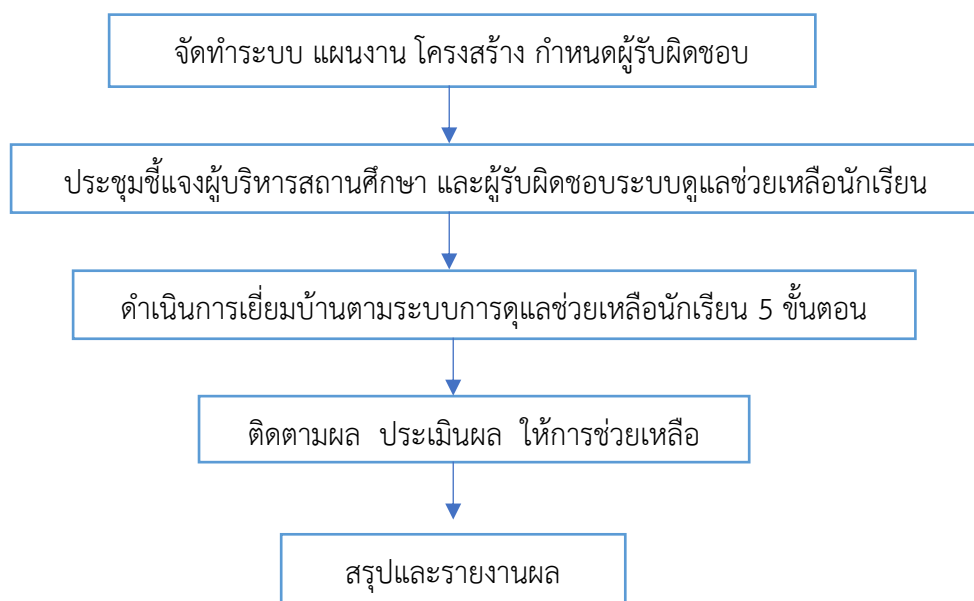 จัดทำระบบ แผนงาน โครงสร้าง กำหนดผู้รับผิดชอบ
ประชุมชี้แจงผู้บริหารสถานศึกษา และผู้รับผิดชอบระบบดูแลช่วยเหลือนักเรียน
ดำเนินการเยี่ยมบ้านตามระบบการดุแลช่วยเหลือนักเรียน 5 ขั้นตอน
ติดตามผล ประเมินผล ให้การช่วยเหลือ
สรุปและรายงานผล